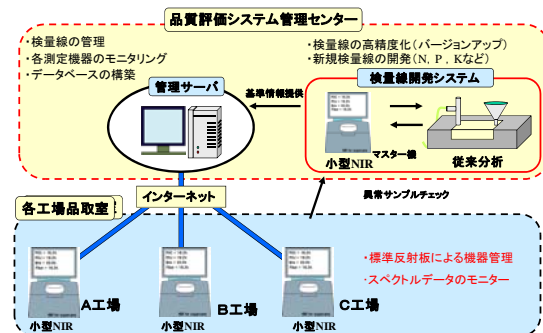 品質評価システム管理センター
・検量線の管理
・各測定機器のモニタリング
・データベースの構築
・検量線の高精度化(バージョンアップ)
・新規検量線の開発(N, P , Kなど)
管理サーバ
基準情報提供
検量線開発システム
マスター機
小型NIR
従来分析
インターネット
異常サンプルチェック
各工場品取室
・標準反射板による機器管理
・スペクトルデータのモニター
A工場
小型NIR
B工場
小型NIR
C工場
小型NIR